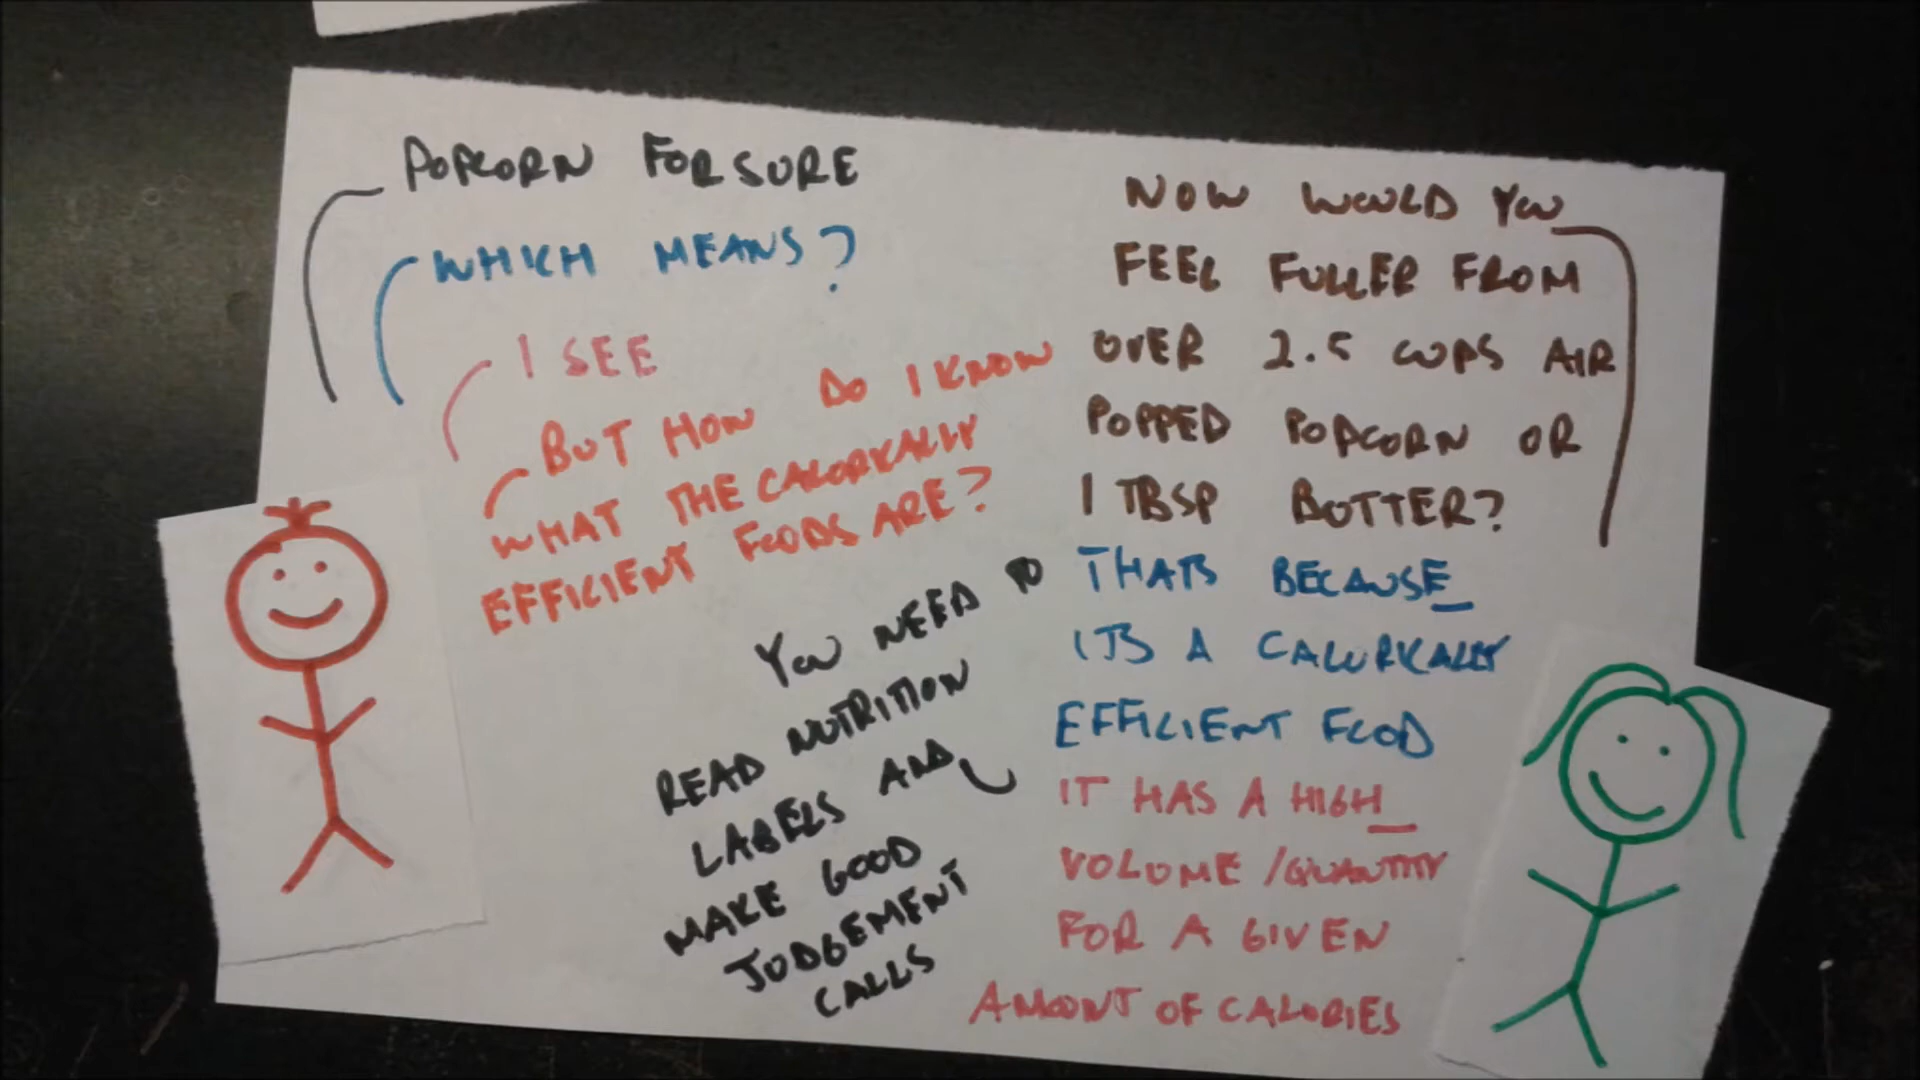 POPCORN FOR SURE
WHICH MEANS?
I SEE
BUT HOW DO I KNOW
WHAT THE CALORICALLY
EFFICIENT FOODS ARE?
NOW WOULD YOU
FEEL FULLER FROM
OVER 2.5 CUPS AIR
POPPED POPCORN OR
1 TBSP BUTTER?
THATS BECAUSE
ITS A CALORICALLY
EFFICIENT FOOD
IT HAS A HIGH
VOLUME/QUANTITY
FOR A GIVEN
AMOUNT OF CALORIES
YOU NEED TO
READ NUTRITION
LABELS AND
MAKE GOOD
JUDGEMENT
CALLS